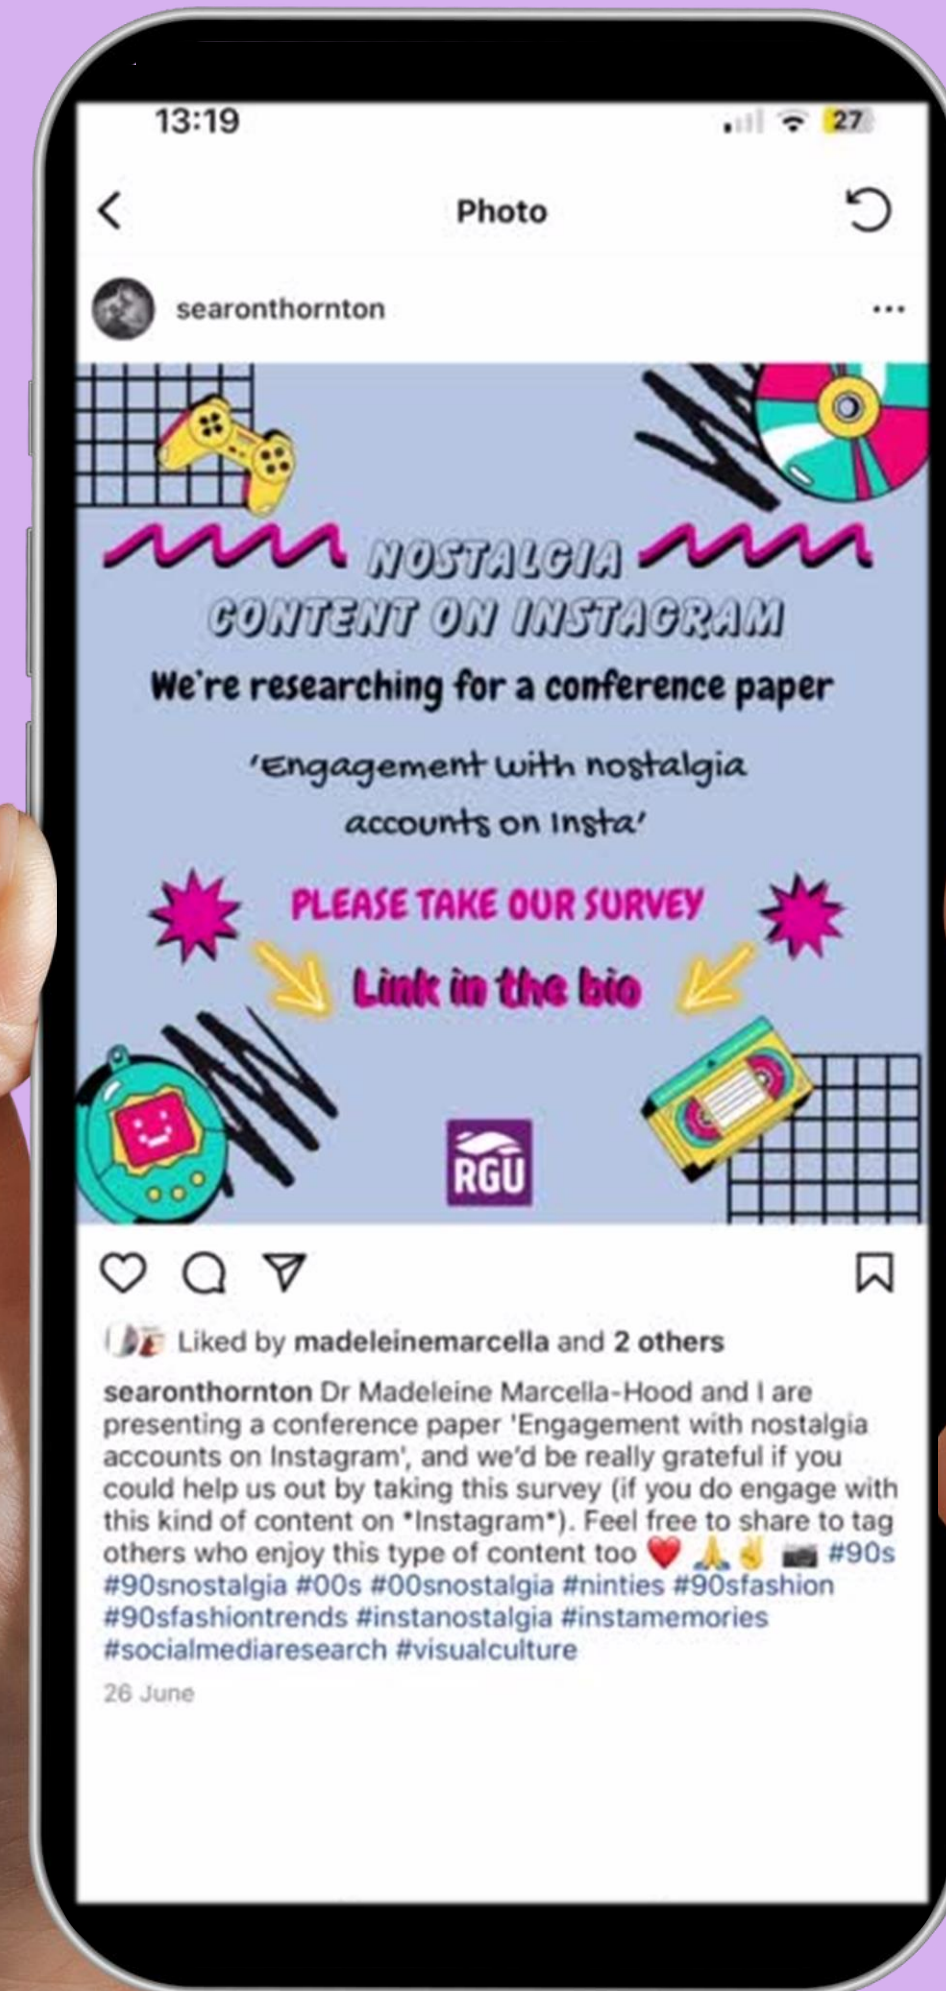 13:19
27
Photo
searonthornton
NOSTALGIA
CONTENT ON INSTAGRAM
We're researching for a conference paper
'Engagement with nostalgia
accounts on Insta'
PLEASE TAKE OUR SURVEY
Link in the bio
RGU
Liked by madeleinemarcella and 2 others
searonthornton Dr Madeleine Marcella-Hood and I are
presenting a conference paper 'Engagement with nostalgia
accounts on Instagram', and we'd be really grateful if you
could help us out by taking this survey (if you do engage with
this kind of content on *Instagram*). Feel free to share to tag
others who enjoy this type of content too ❤️ 🙏 ✌️ 📷 #90s
#90snostalgia #00s #00snostalgia #ninties #90sfashion
#90sfashiontrends #instanostalgia #instamemories
#socialmediaresearch #visualculture
26 June